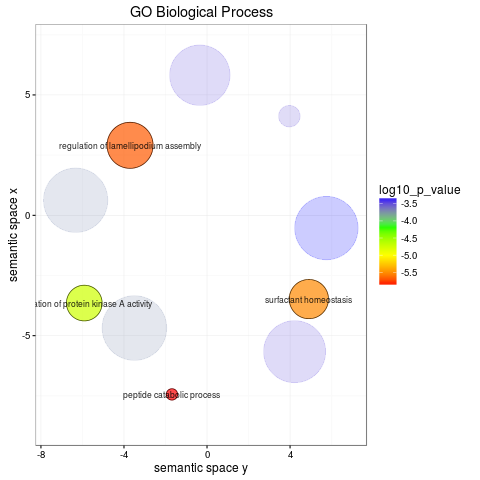 GO Biological Process
5
0
-5
-8
-4
0
4
semantic space x
semantic space y
regulation of lamellipodium assembly
ation of protein kinase A activity
surfactant homeostasis
peptide catabolic process
log10_p_value
-3.5
-4.0
-4.5
-5.0
-5.5